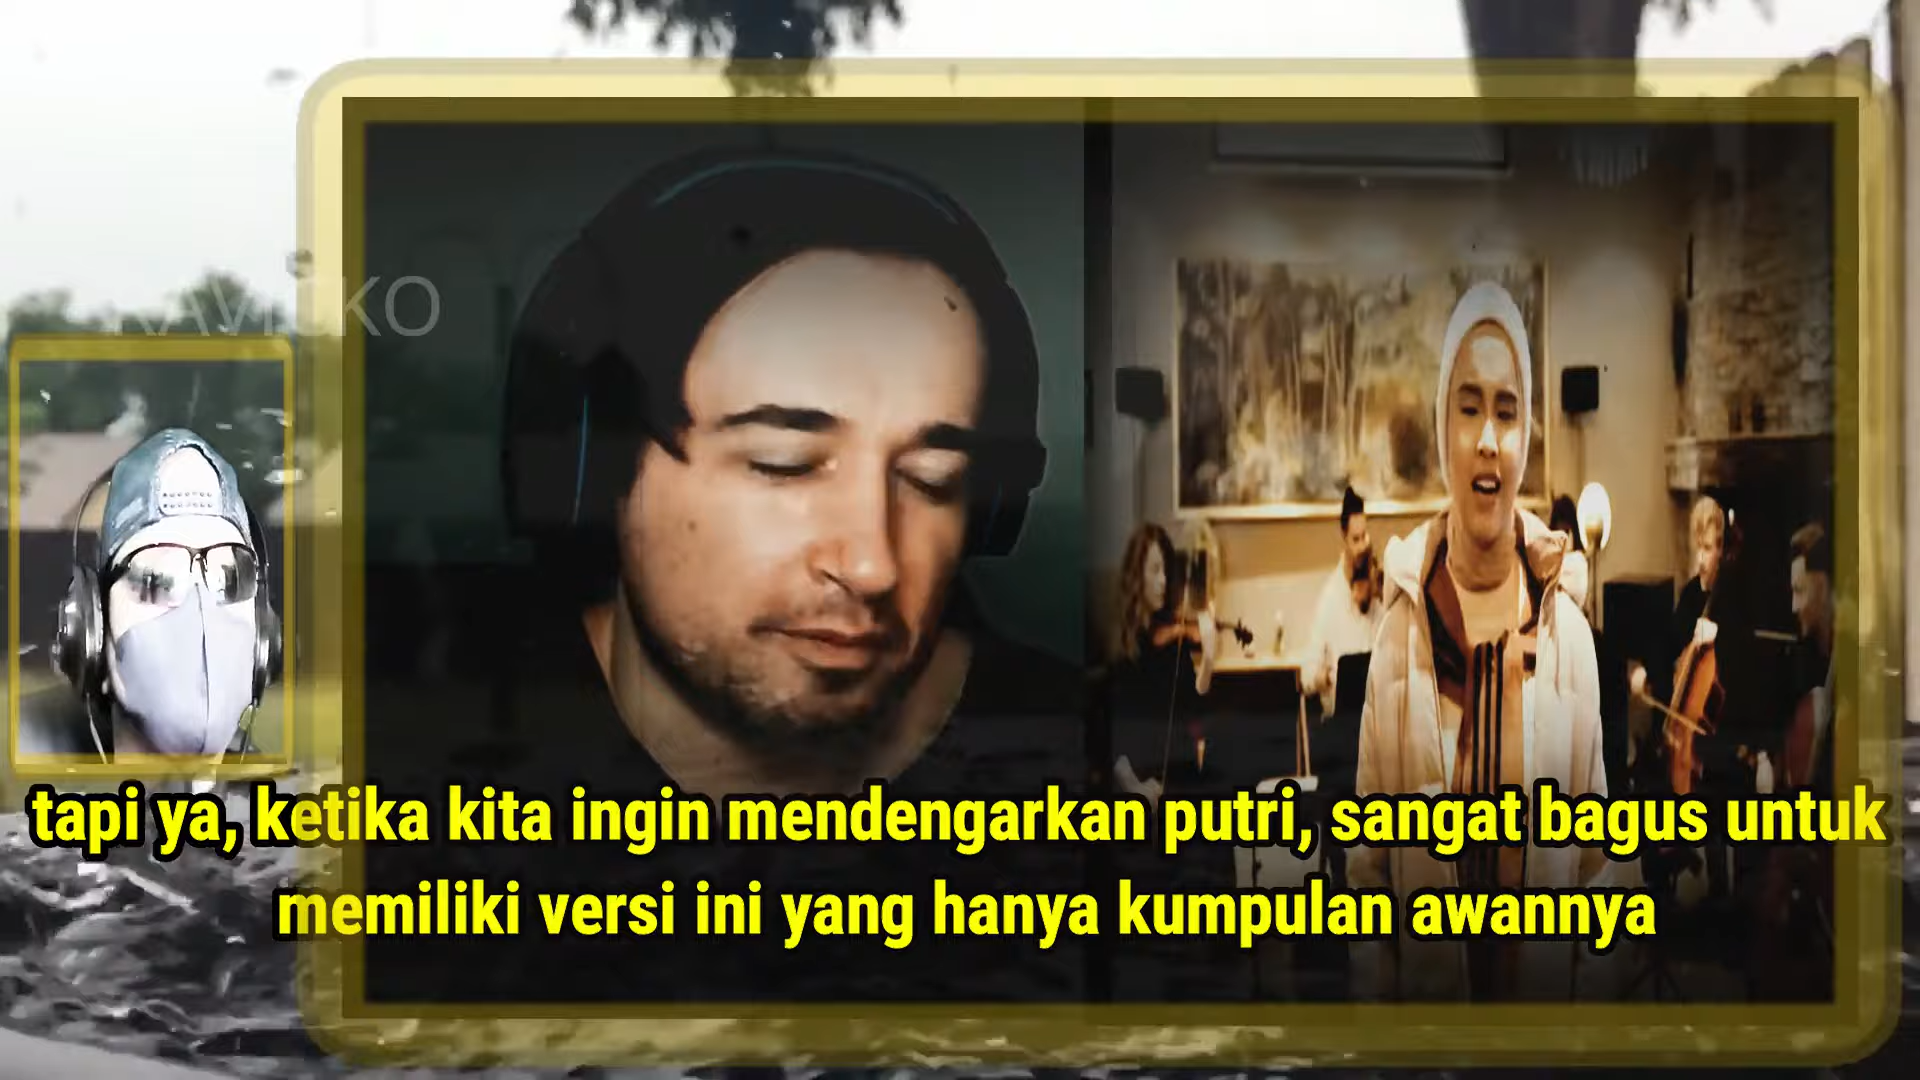 tapi ya, ketika kita ingin mendengarkan putri, sangat bagus untuk
memiliki versi ini yang hanya kumpulan awannya